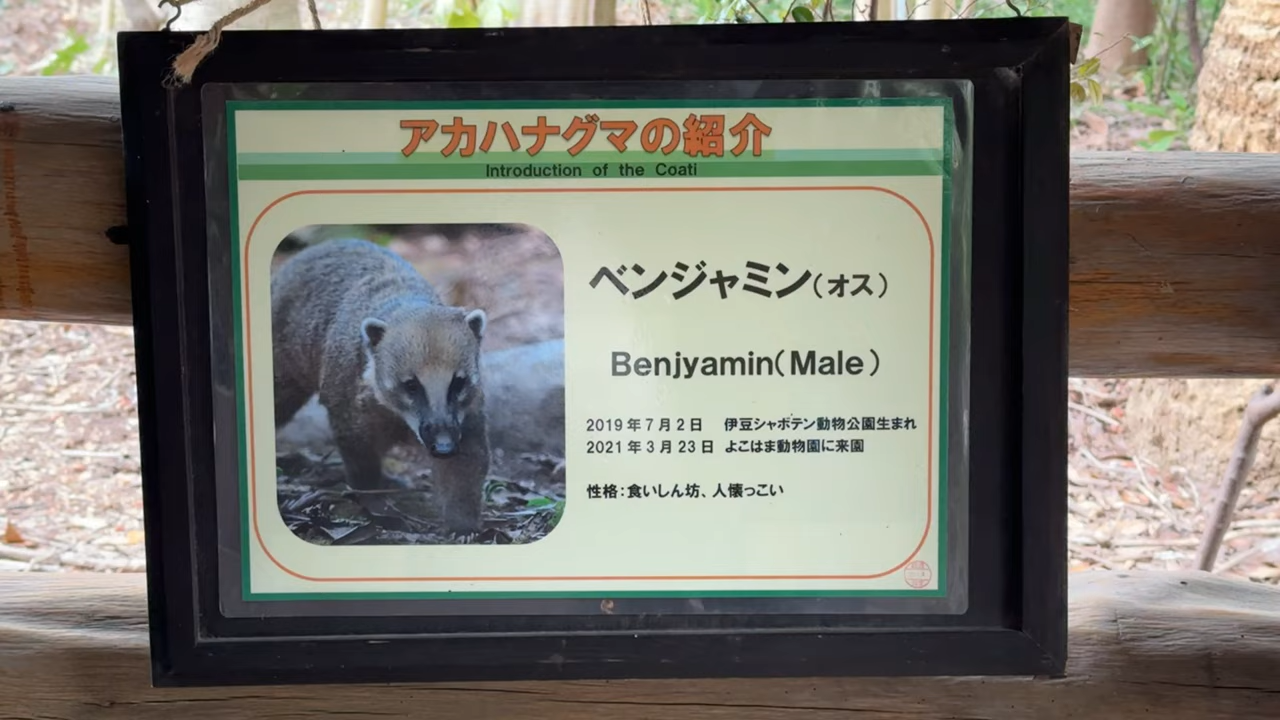 アカハナグマの紹介
Introduction of the Coati
ベンジャミン（オス）
Benjyamin（Male）
2019年7月2日　伊豆シャボテン動物公園生まれ
2021年3月23日　よこはま動物園に来園
性格：食いしん坊、人懐っこい